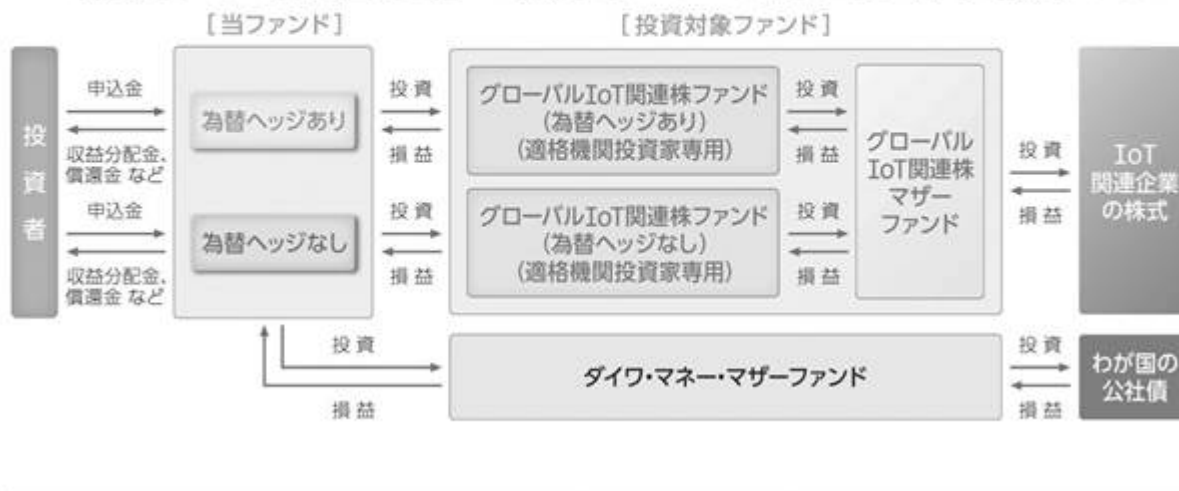 [当ファンド]
[投資対象ファンド]
投資者
申込金
収益分配金、
償還金 など
申込金
収益分配金、
償還金 など
為替ヘッジあり
為替ヘッジなし
投資
損益
投資
損益
グローバルIoT関連株ファンド
(為替ヘッジあり)
(適格機関投資家専用)
グローバルIoT関連株ファンド
(為替ヘッジなし)
(適格機関投資家専用)
投資
損益
投資
損益
グローバル
IoT関連株
マザー
ファンド
投資
損益
IoT
関連企業
の株式
投資
損益
ダイワ・マネー・マザーファンド
投資
損益
わが国の
公社債